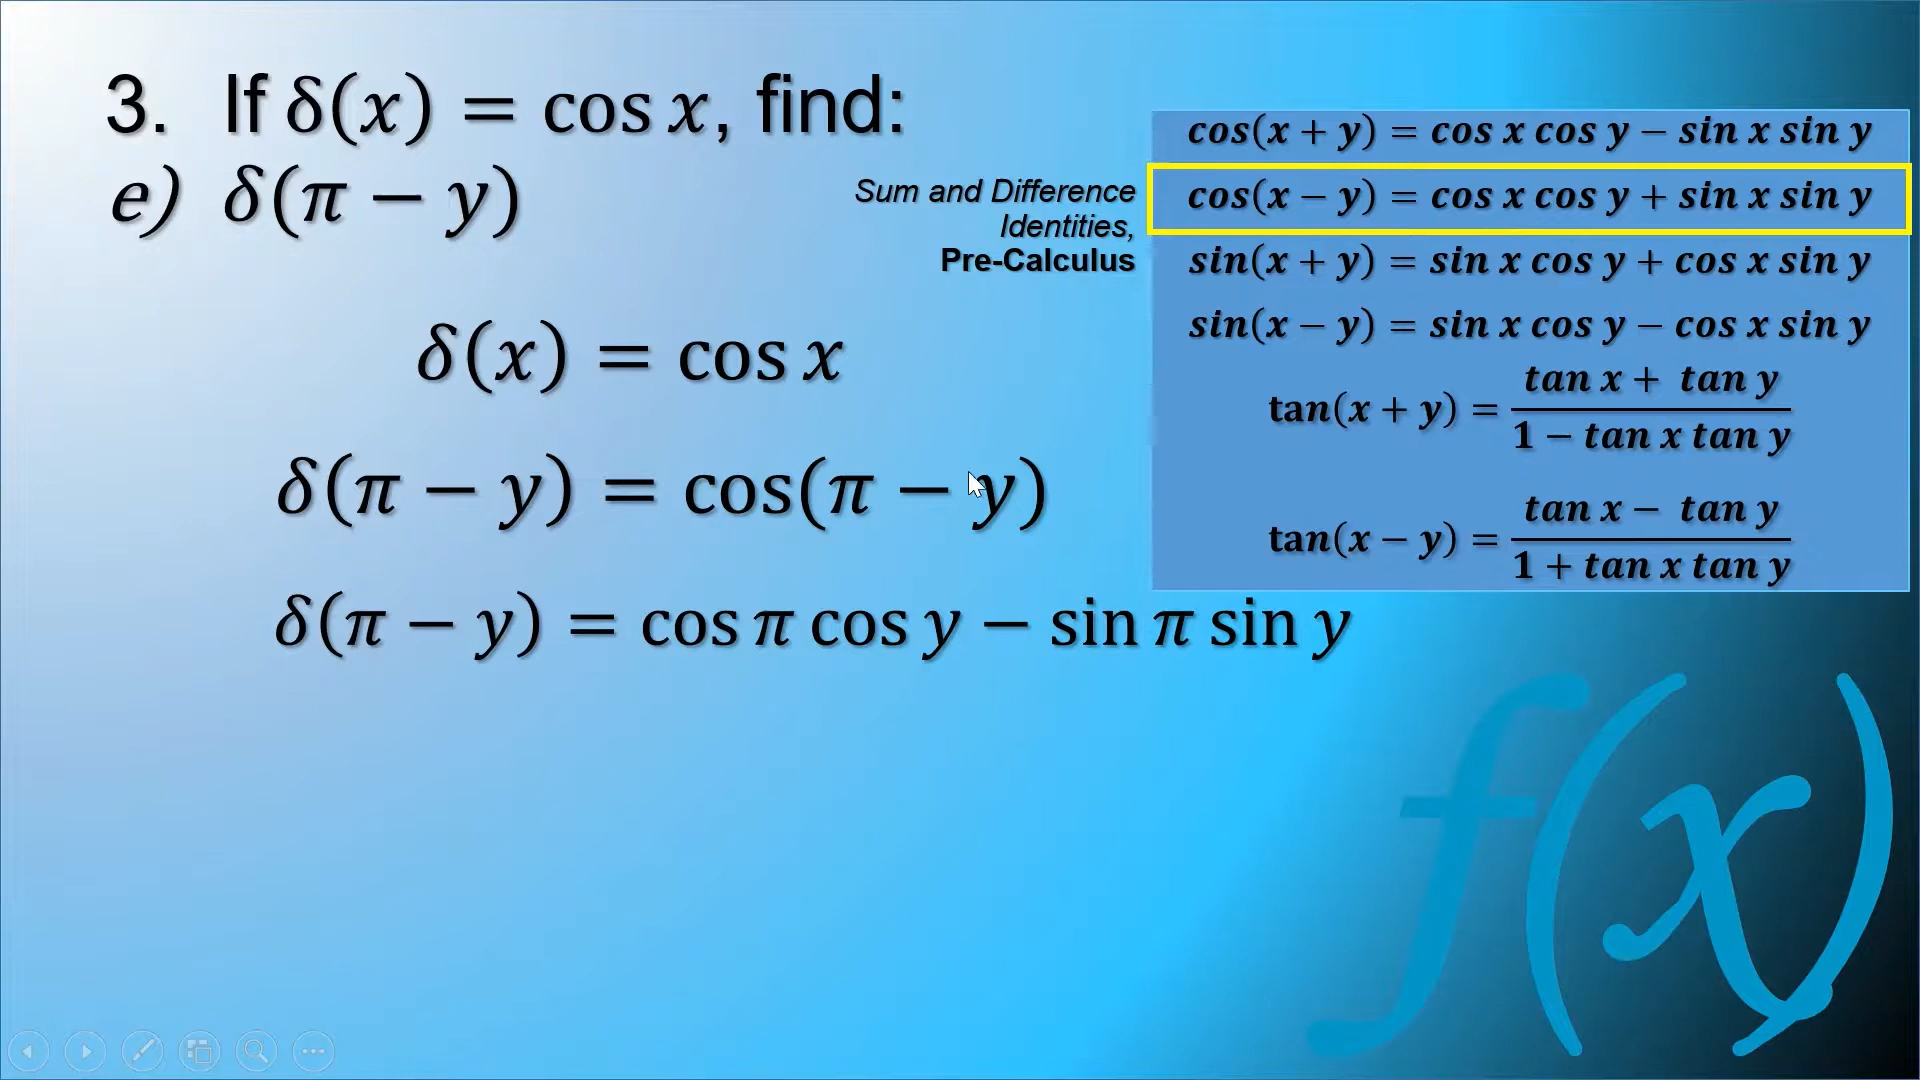 3. If δ(x) = cos x, find:
e) δ(π − y)
Sum and Difference
Identities,
Pre-Calculus
cos(x + y) = cos x cos y − sin x sin y
cos(x − y) = cos x cos y + sin x sin y
sin(x + y) = sin x cos y + cos x sin y
sin(x − y) = sin x cos y − cos x sin y
tan(x + y) = (tan x + tan y) / (1 − tan x tan y)
tan(x − y) = (tan x − tan y) / (1 + tan x tan y)
δ(x) = cos x
δ(π − y) = cos(π − y)
δ(π − y) = cos π cos y − sin π sin y
f(x)